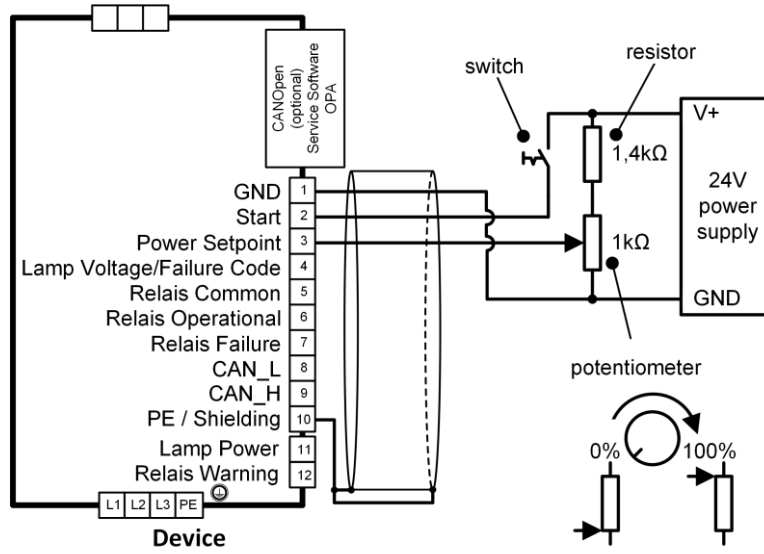 CANOpen
(optional)
Service Software
OPA
switch
resistor
V+
1,4kΩ
24V
power
supply
1kΩ
GND
GND
1
Start
2
Power Setpoint
3
Lamp Voltage/Failure Code
4
Relais Common
5
Relais Operational
6
Relais Failure
7
CAN_L
8
CAN_H
9
PE / Shielding
10
Lamp Power
11
Relais Warning
12
potentiometer
0%
100%
L1 L2 L3 PE
Device